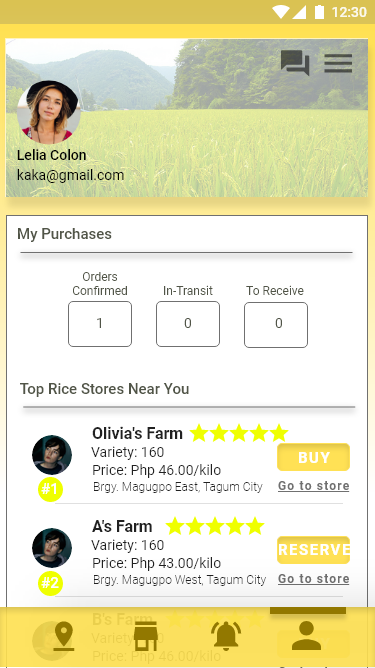 12:30
Lelia Colon
kaka@gmail.com
My Purchases
Orders Confirmed
In-Transit
To Receive
1
0
0
Top Rice Stores Near You
Olivia's Farm
Variety: 160
Price: Php 46.00/kilo
Brgy. Magugpo East, Tagum City
#1
BUY
Go to store
A's Farm
Variety: 160
Price: Php 43.00/kilo
Brgy. Magugpo West, Tagum City
#2
RESERVE
Go to store
B's Farm
Variety: 160
Price: Php 46.00/kilo